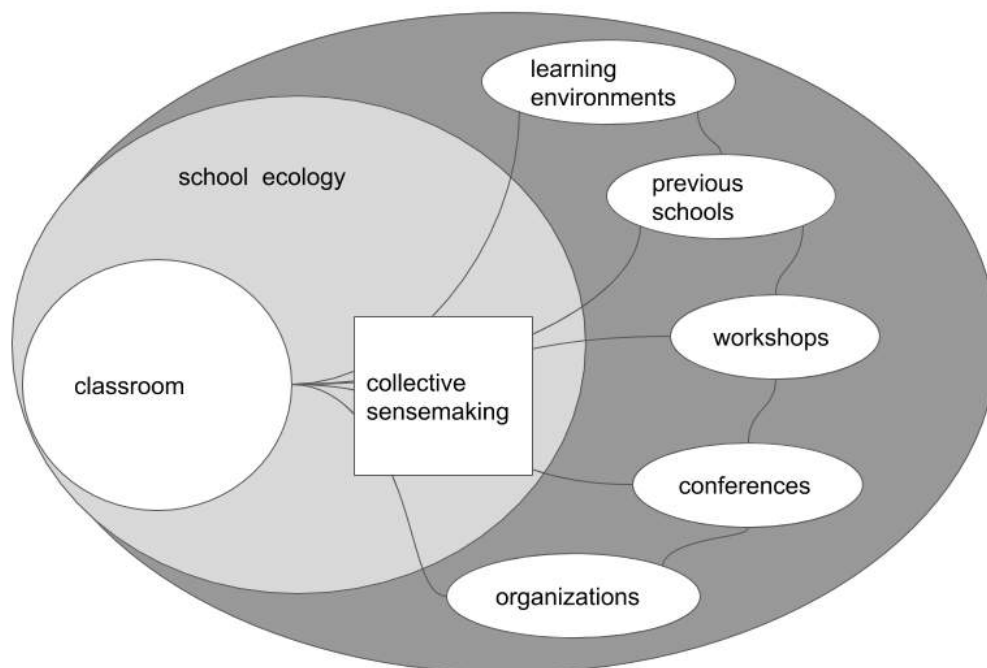 learning
environments
school ecology
previous
schools
workshops
classroom
collective
sensemaking
conferences
organizations